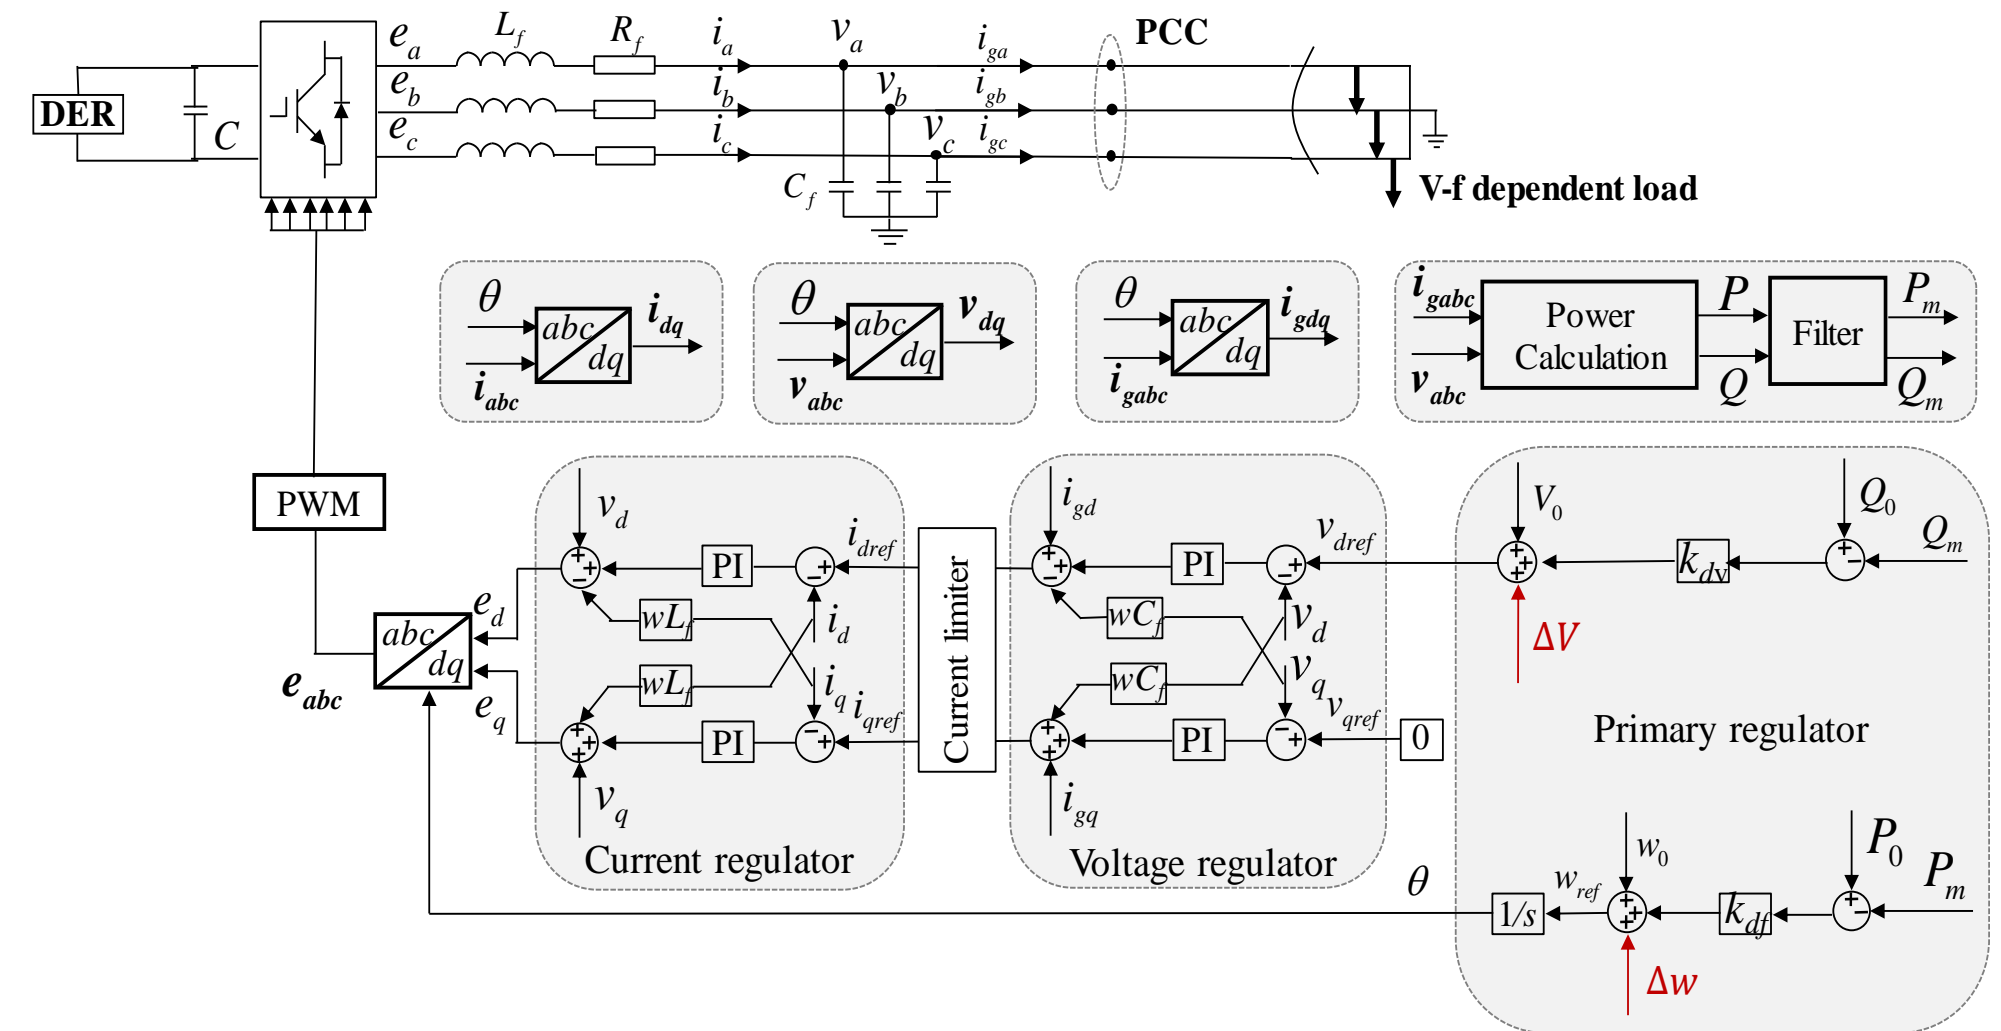 DER
C
e_a
e_b
e_c
L_f
R_f
i_a
i_b
i_c
v_a
v_b
v_c
C_f
i_ga
i_gb
i_gc
PCC
V-f dependent load
θ
i_abc
abc
dq
i_dq
θ
v_abc
abc
dq
v_dq
θ
i_gabc
abc
dq
i_gdq
i_gabc
v_abc
Power
Calculation
P
Q
Filter
P_m
Q_m
PWM
e_abc
abc
dq
e_d
e_q
v_d
+
+
−
PI
−
+
i_dref
wL_f
i_d
wL_f
i_q
i_qref
+
+
+
PI
−
+
v_q
Current regulator
Current limiter
i_gd
+
+
−
PI
−
+
v_dref
wC_f
v_d
wC_f
v_q
v_qref
+
+
+
PI
−
+
0
i_gq
Voltage regulator
V_0
+
+
+
k_dv
Q_0
+
−
Q_m
ΔV
Primary regulator
θ
1/s
w_ref
w_0
+
+
+
k_df
P_0
+
−
P_m
Δw